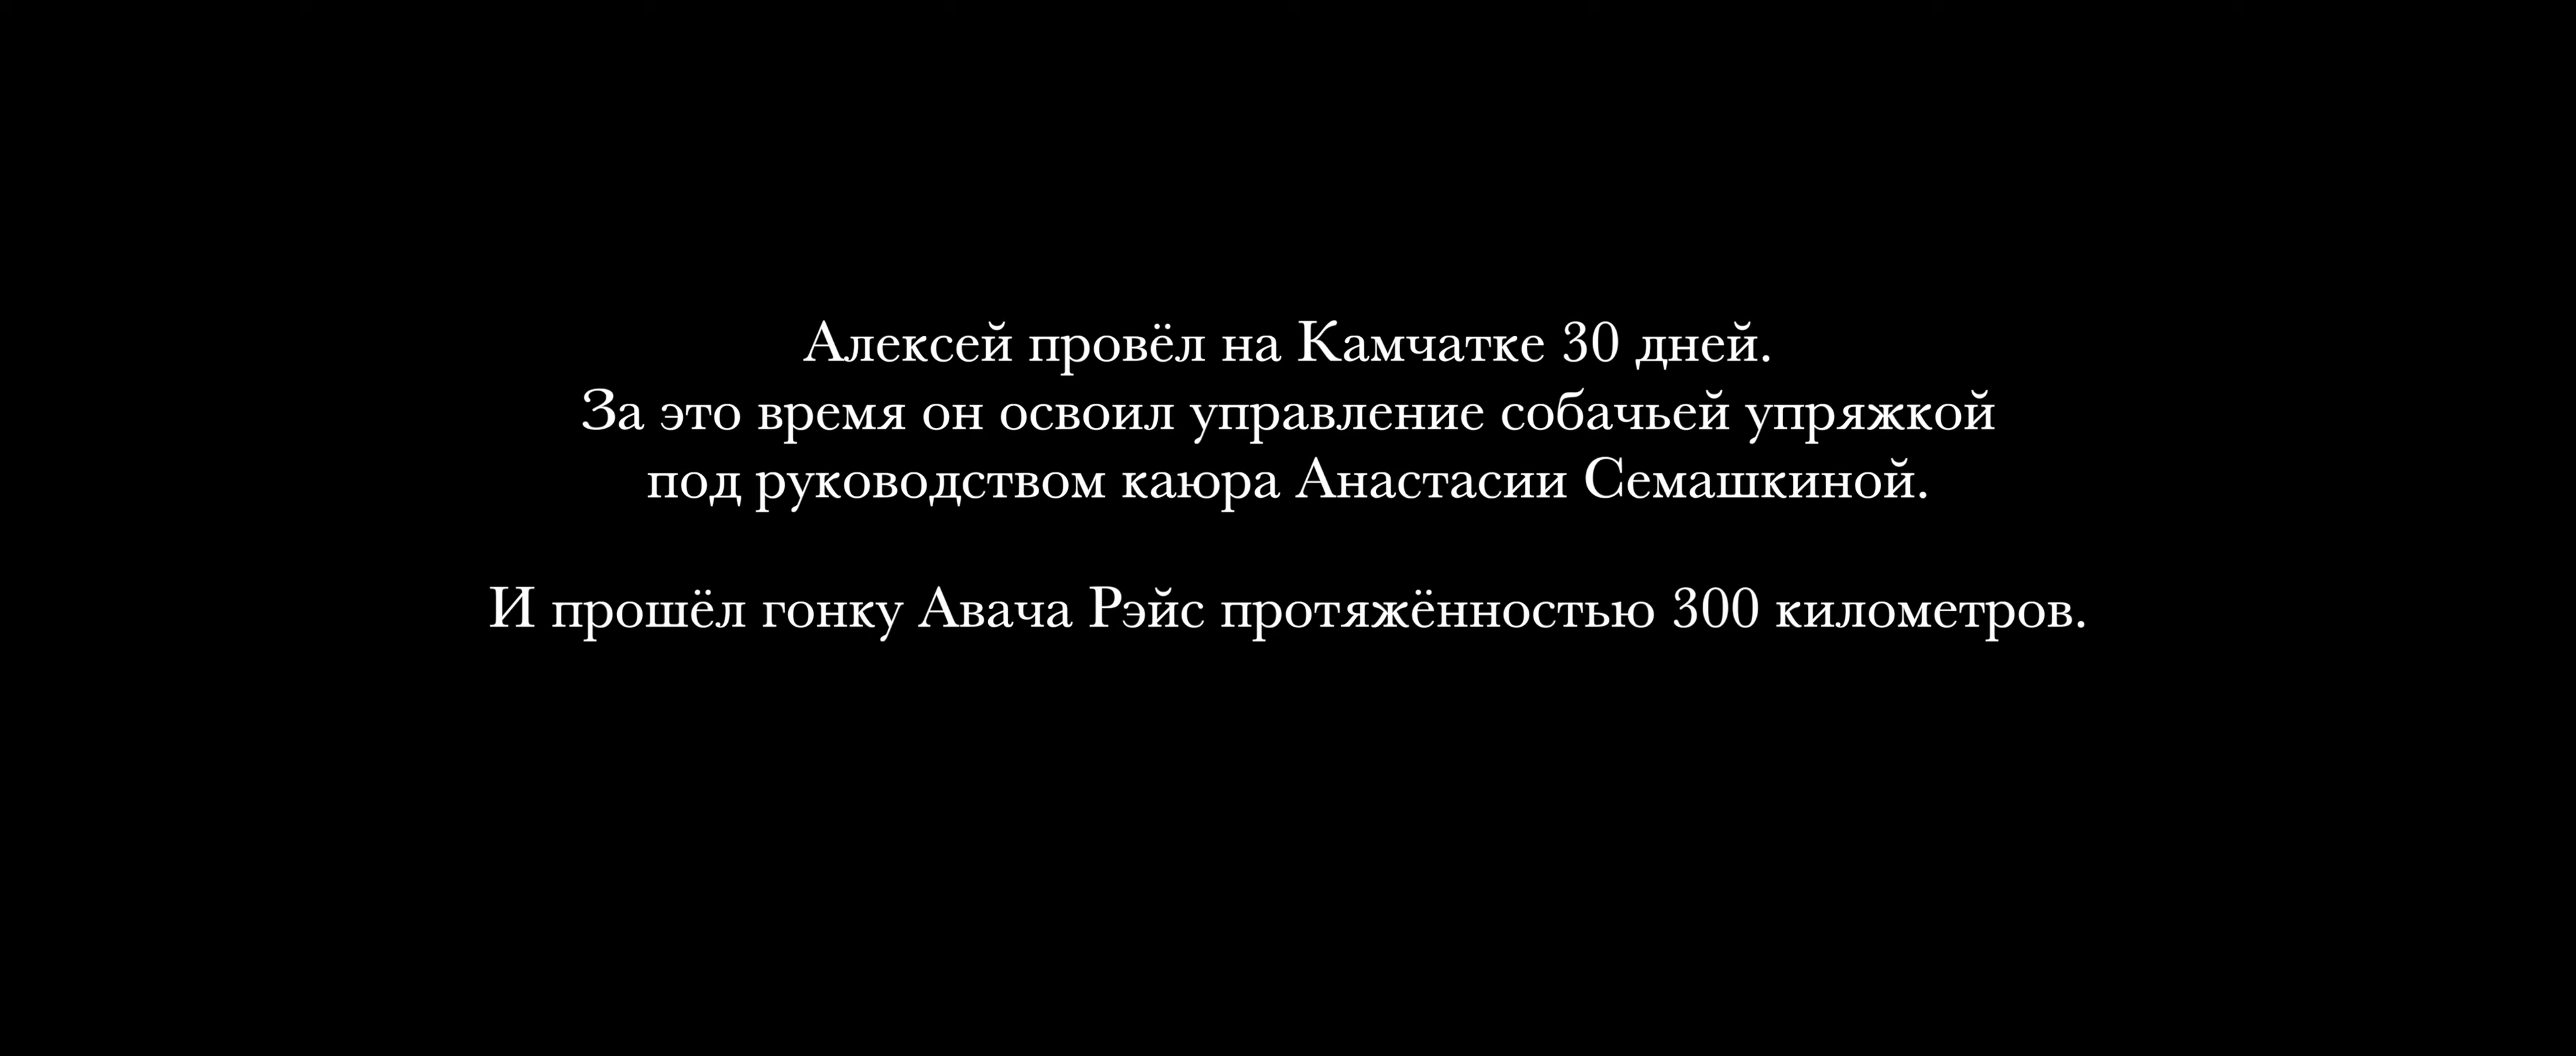 Алексей провёл на Камчатке 30 дней.
За это время он освоил управление собачьей упряжкой
под руководством каюра Анастасии Семашкиной.
И прошёл гонку Авача Рэйс протяжённостью 300 километров.